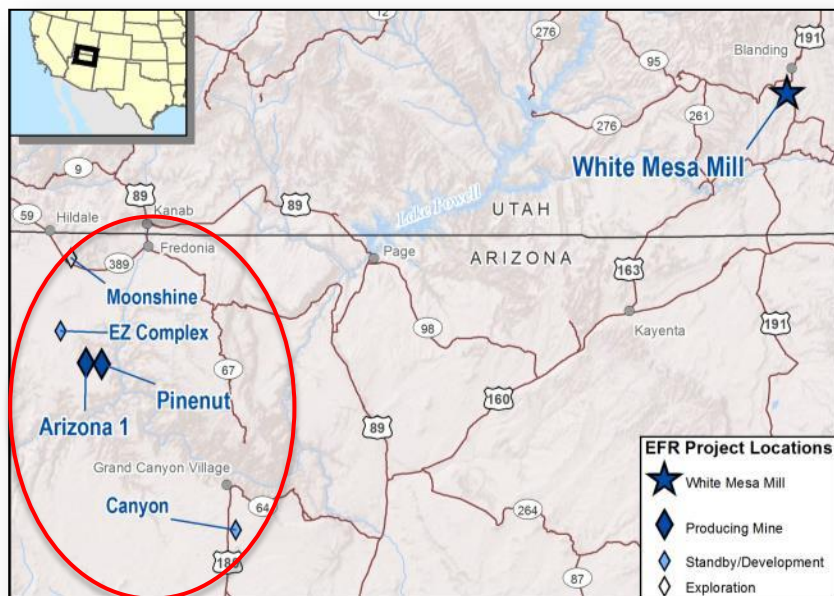 12
276
95
Blanding
191
276
261
White Mesa Mill
9
89
Kanab
89
Lake Powell
UTAH
59
Hildale
Fredonia
Page
ARIZONA
389
163
Moonshine
EZ Complex
98
Kayenta
191
67
Pinenut
160
Arizona 1
89
EFR Project Locations
White Mesa Mill
Grand Canyon Village
64
Producing Mine
Canyon
264
Standby/Development
180
87
Exploration